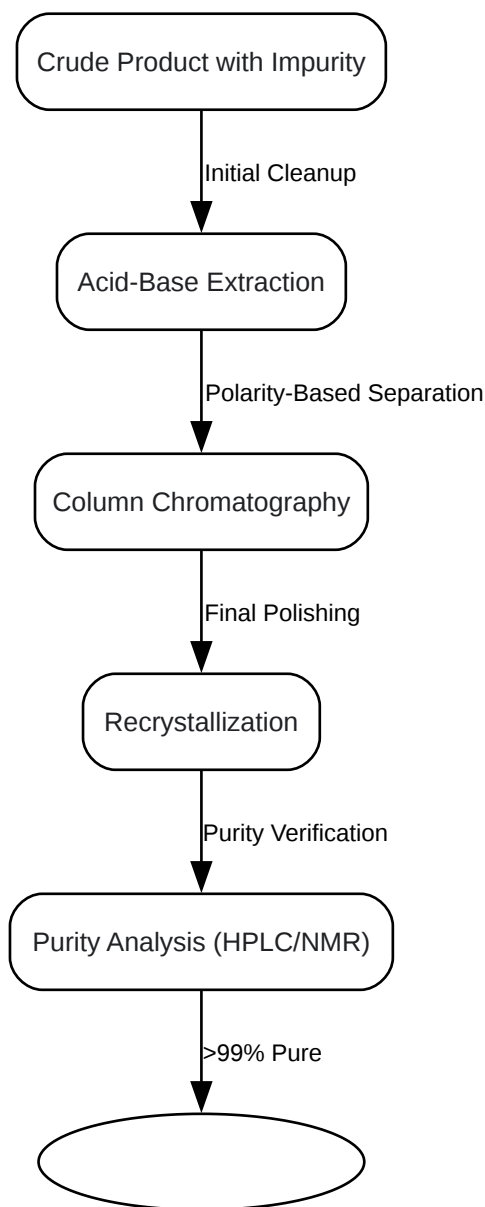 Crude Product with Impurity
Initial Cleanup
Acid-Base Extraction
Polarity-Based Separation
Column Chromatography
Final Polishing
Recrystallization
Purity Verification
Purity Analysis (HPLC/NMR)
>99% Pure